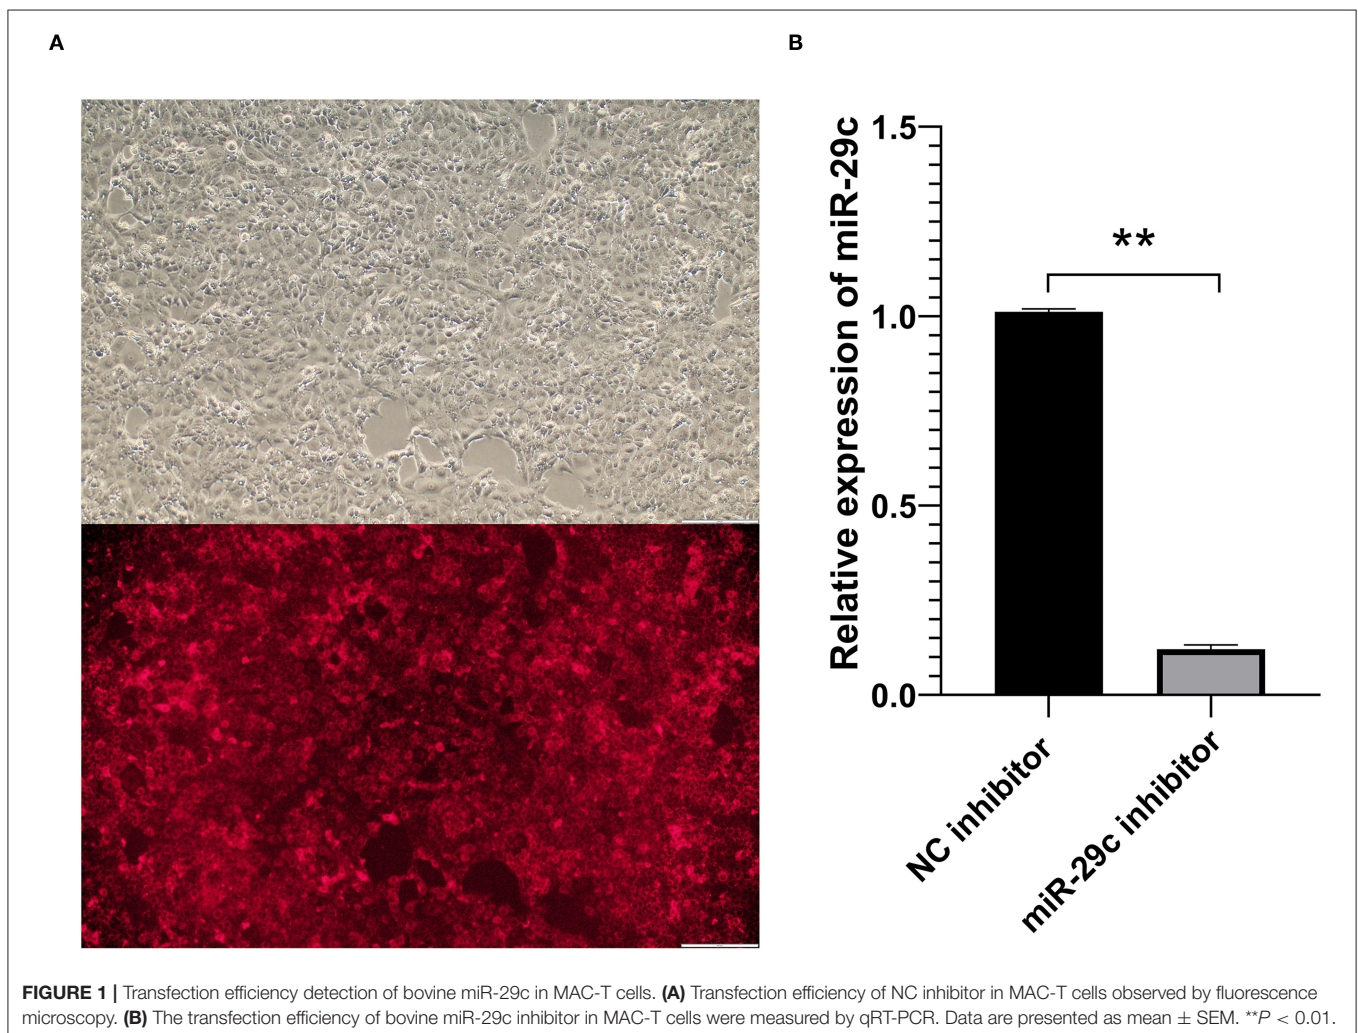 A
B
Relative expression of miR-29c
1.5
1.0
0.5
0.0
**
NC inhibitor
miR-29c inhibitor
FIGURE 1 | Transfection efficiency detection of bovine miR-29c in MAC-T cells. (A) Transfection efficiency of NC inhibitor in MAC-T cells observed by fluorescence
microscopy. (B) The transfection efficiency of bovine miR-29c inhibitor in MAC-T cells were measured by qRT-PCR. Data are presented as mean ± SEM. **P < 0.01.